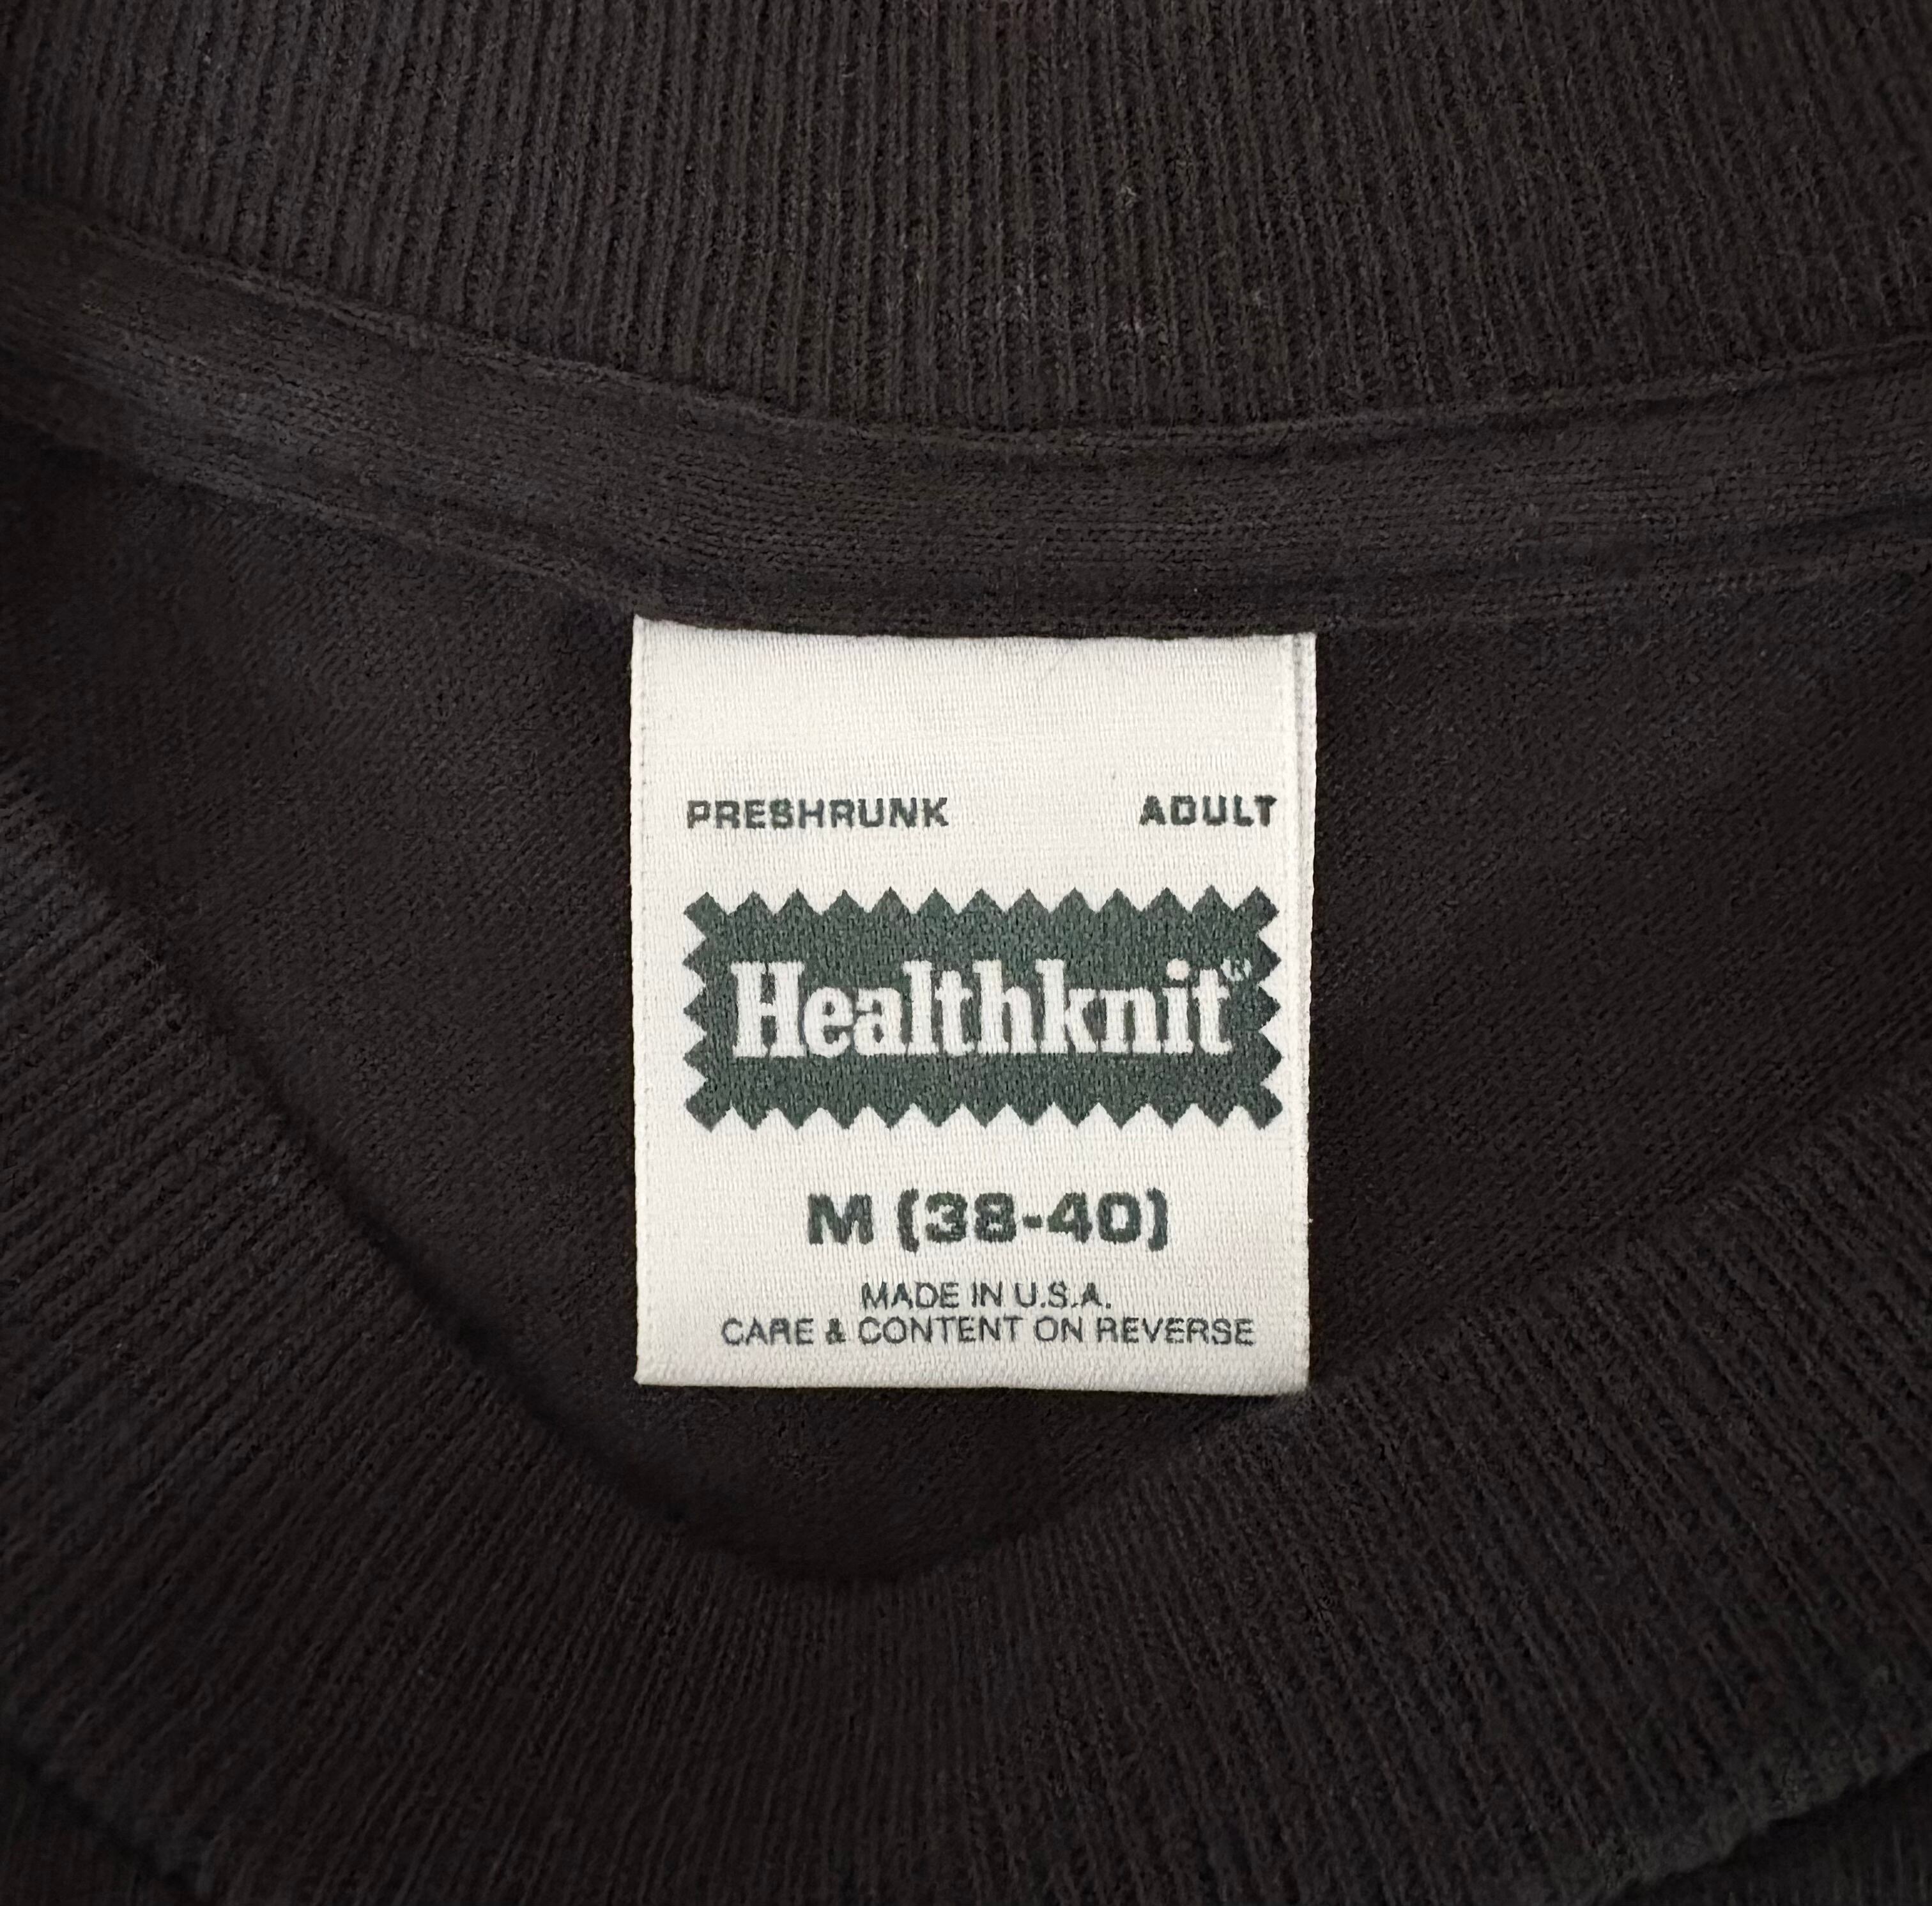 PRESHRUNK ADULT
Healthknit
M (38-40)
MADE IN U.S.A.
CARE & CONTENT ON REVERSE